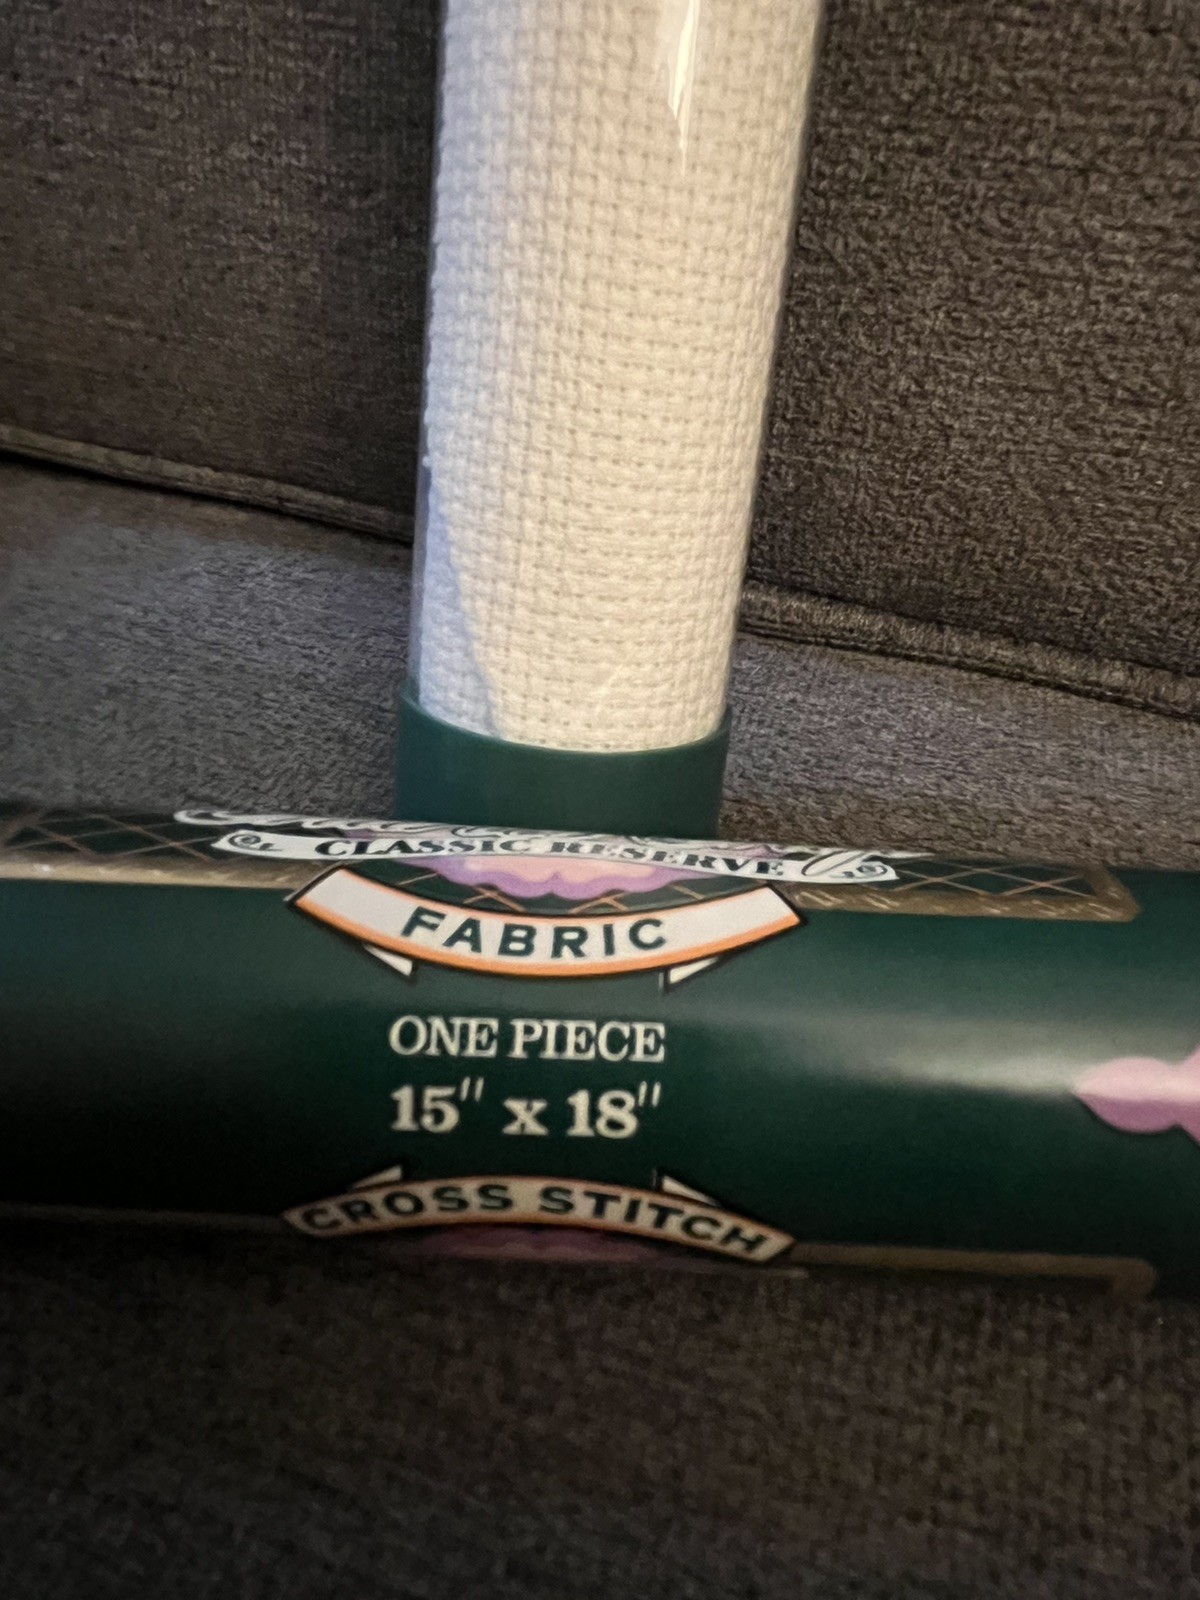 CLASSIC RESERVE
FABRIC
ONE PIECE
15" x 18"
CROSS STITCH